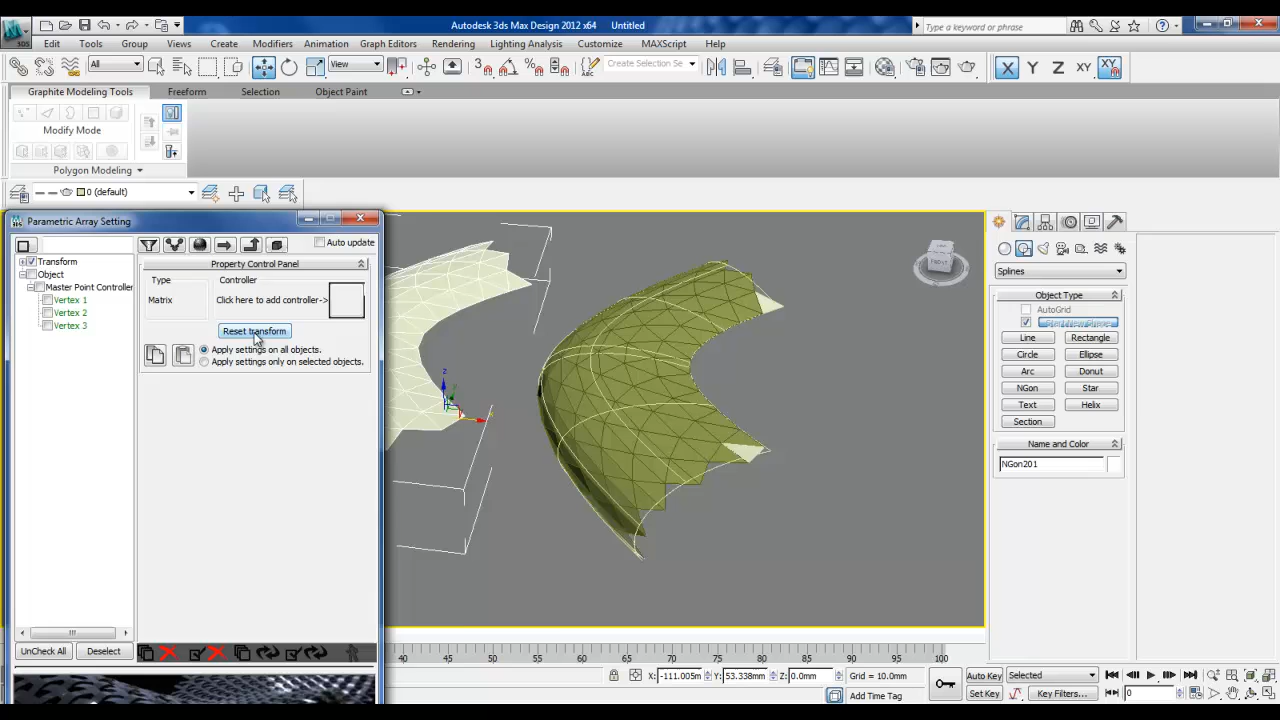 Autodesk 3ds Max Design 2012 x64 Untitled
Type a keyword or phrase
3DS
Edit Tools Group Views Create Modifiers Animation Graph Editors Rendering Lighting Analysis Customize MAXScript Help
All View Create Selection Se X Y Z XY XY
Graphite Modeling Tools Freeform Selection Object Paint
Modify Mode
Polygon Modeling
0 (default)
Parametric Array Setting
Auto update
Transform
Object
Master Point Controller
Vertex 1
Vertex 2
Vertex 3
Property Control Panel
Type Controller
Matrix Click here to add controller->
Reset transform
Apply settings on all objects.
Apply settings only on selected objects.
UnCheck All Deselect
z
x
FRONT
Splines
Object Type
AutoGrid
Start New Shape
Line Rectangle
Circle Ellipse
Arc Donut
NGon Star
Text Helix
Section
Name and Color
NGon201
40 45 50 55 60 65 70 75 80 85 90 95 100
X: -111.005m Y: 53.338mm Z: 0.0mm Grid = 10.0mm
Add Time Tag
Auto Key Selected
Set Key Key Filters... 0